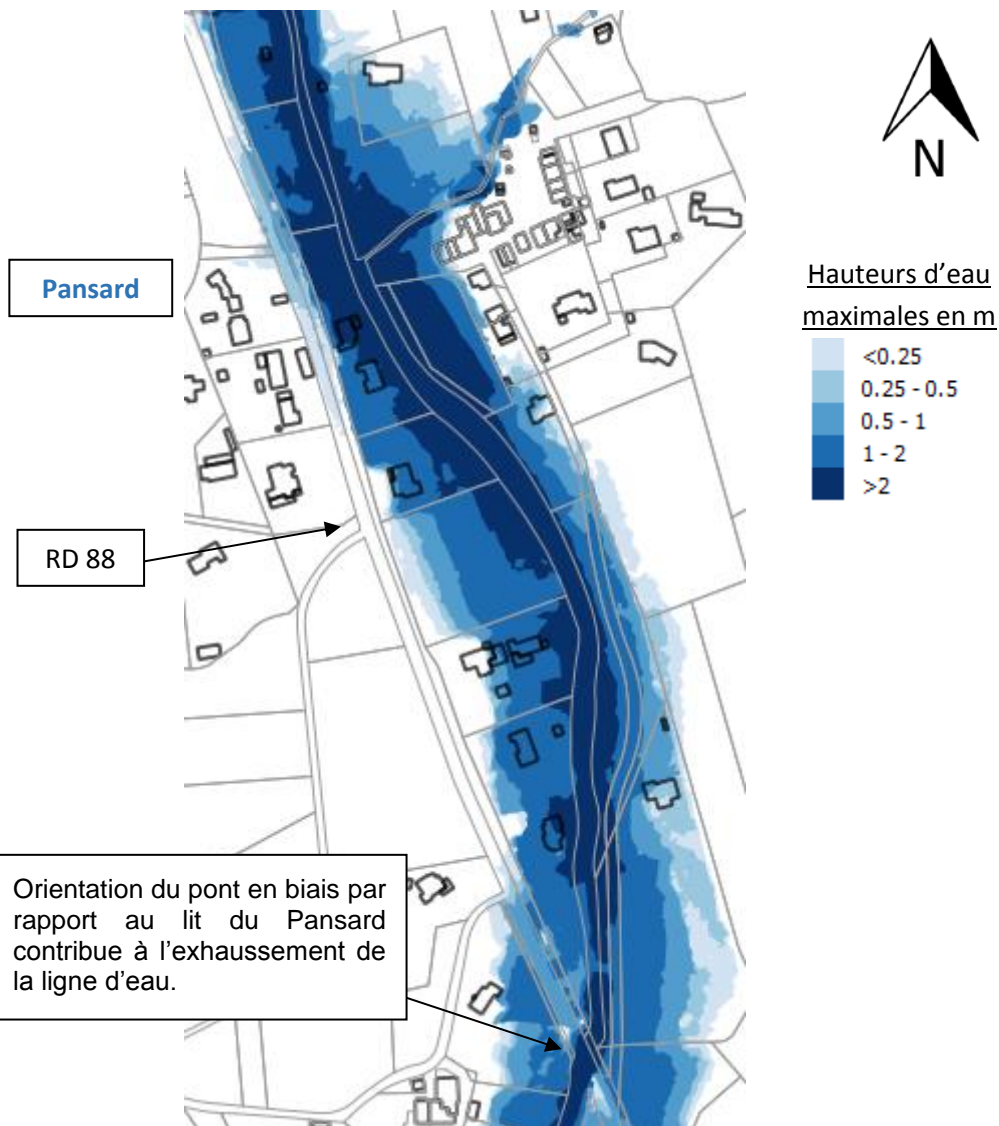 N
Pansard
Hauteurs d’eau
maximales en m
<0.25
0.25 - 0.5
0.5 - 1
1 - 2
>2
RD 88
Orientation du pont en biais par
rapport au lit du Pansard
contribue à l’exhaussement de
la ligne d’eau.